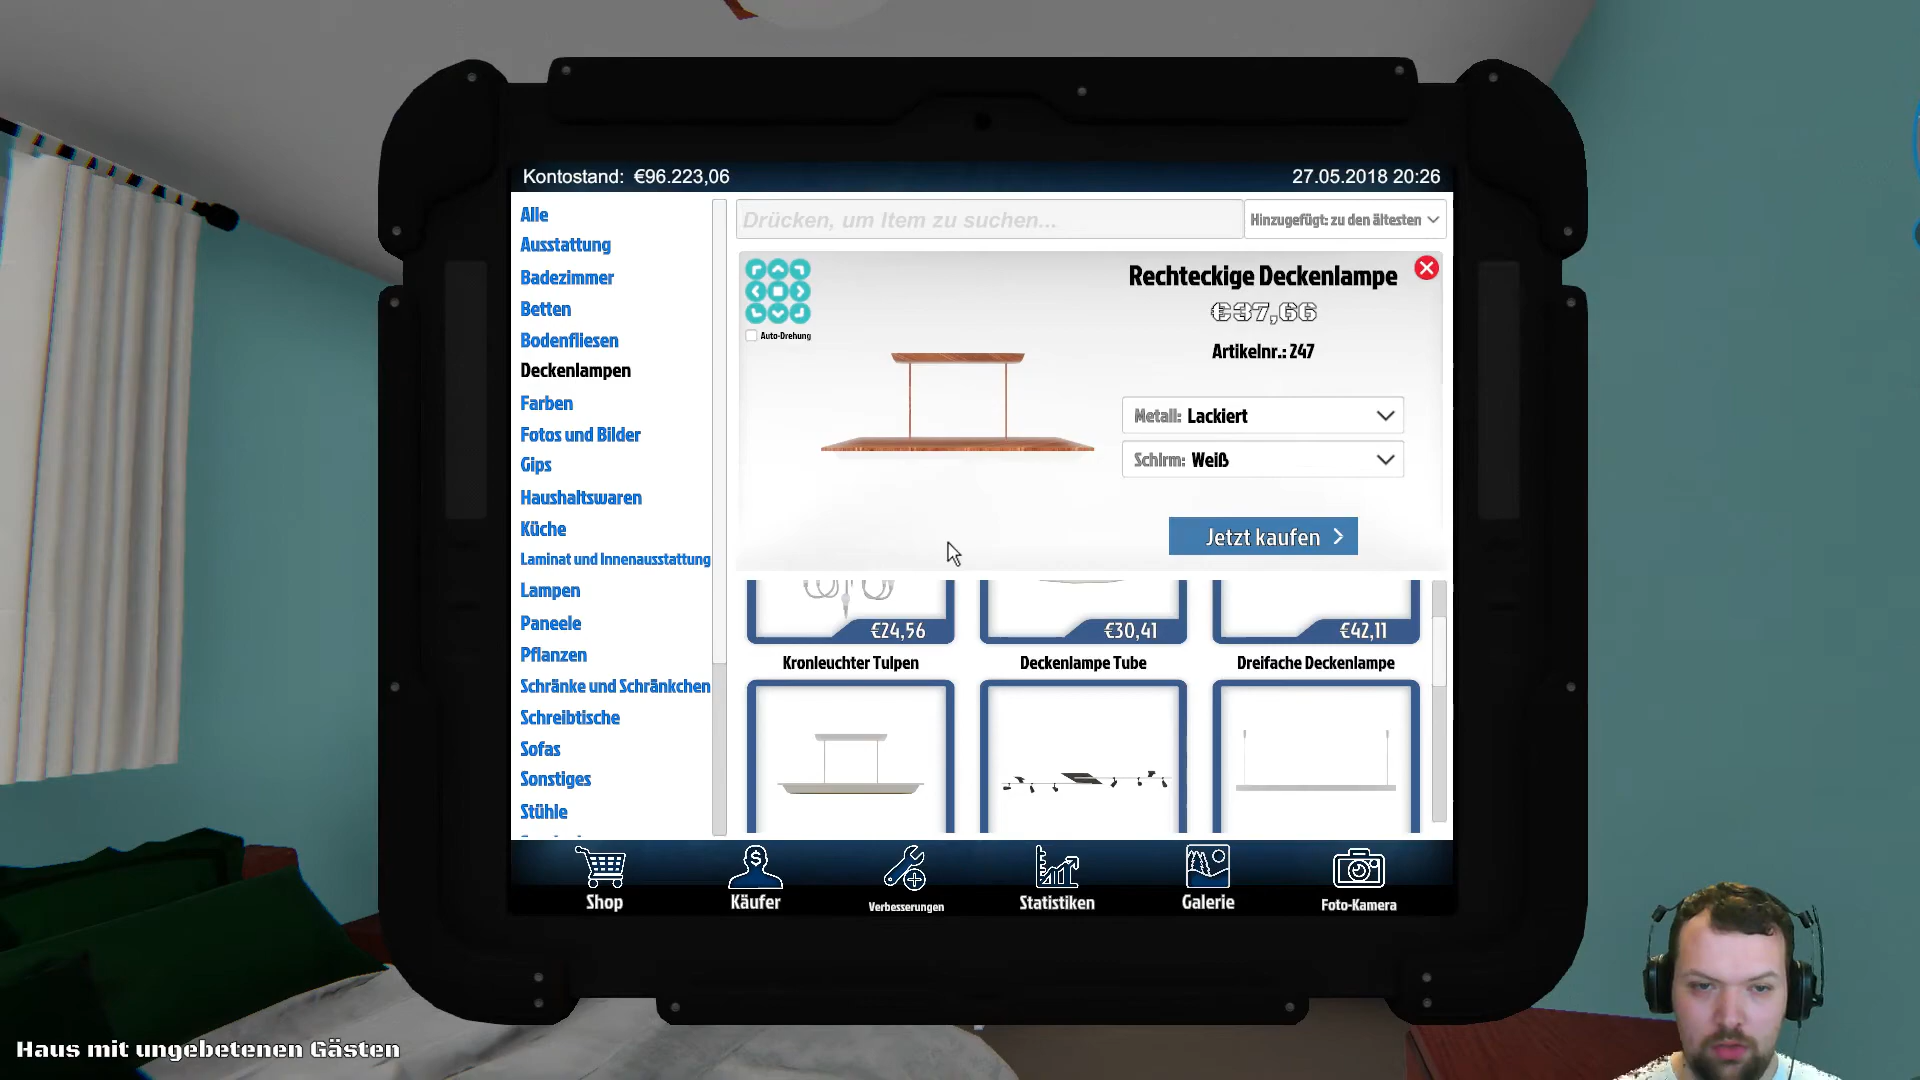 Kontostand: €96.223,06
27.05.2018 20:26
Alle
Ausstattung
Badezimmer
Betten
Bodenfliesen
Deckenlampen
Farben
Fotos und Bilder
Gips
Haushaltswaren
Küche
Laminat und Innenausstattung
Lampen
Paneele
Pflanzen
Schränke und Schränkchen
Schreibtische
Sofas
Sonstiges
Stühle
Drücken, um Item zu suchen...
Hinzugefügt: zu den ältesten
Auto-Drehung
Rechteckige Deckenlampe
€37,66
Artikelnr.: 247
Metall: Lackiert
Schirm: Weiß
Jetzt kaufen
€24,56
€30,41
€42,11
Kronleuchter Tulpen
Deckenlampe Tube
Dreifache Deckenlampe
Shop
Käufer
Verbesserungen
Statistiken
Galerie
Foto-Kamera
Haus mit ungebetenen Gästen